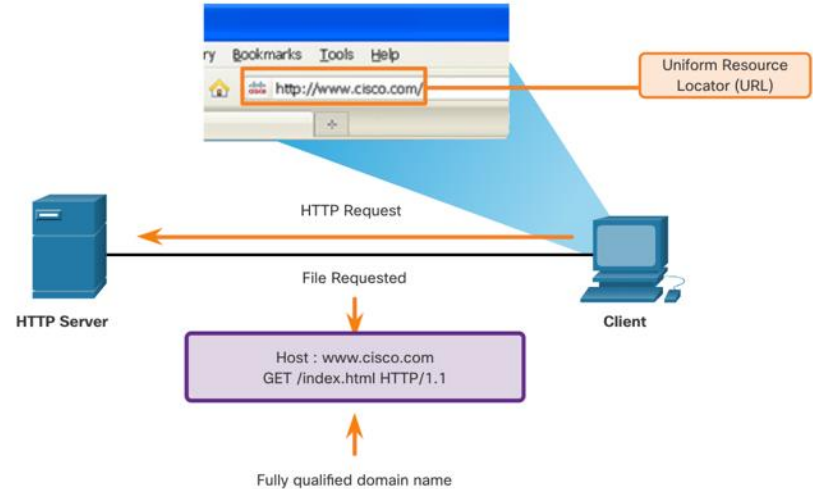 ry Bookmarks Tools Help
http://www.cisco.com/
Uniform Resource
Locator (URL)
HTTP Request
File Requested
HTTP Server
Client
Host : www.cisco.com
GET /index.html HTTP/1.1
Fully qualified domain name